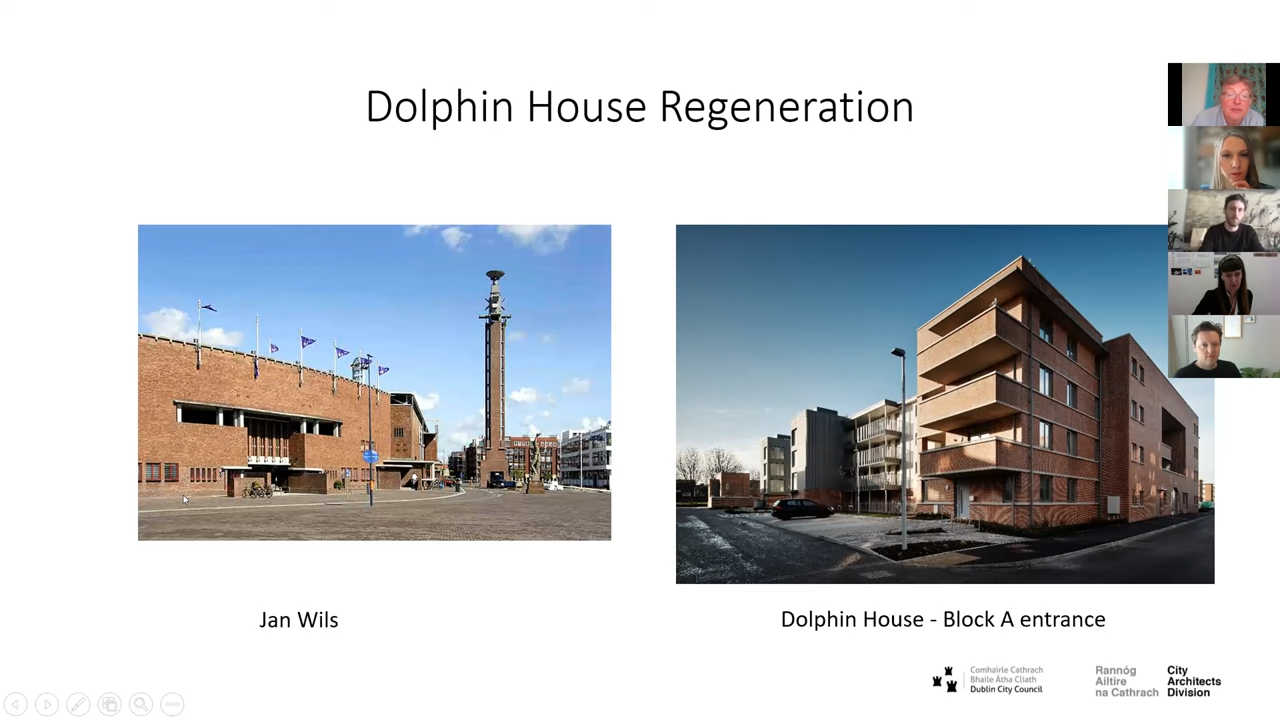 Dolphin House Regeneration
Jan Wils
Dolphin House - Block A entrance
Comhairle Cathrach
Bhaile Átha Cliath
Dublin City Council
Rannóg
Ailtire
na Cathrach
City
Architects
Division